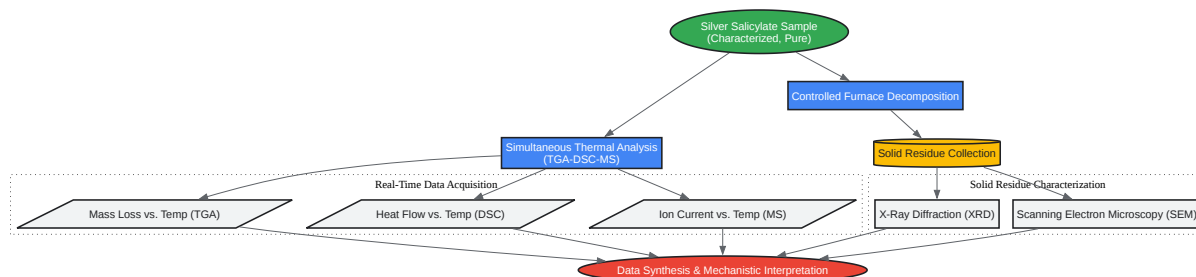 Silver Salicylate Sample
(Characterized, Pure)
Controlled Furnace Decomposition
Simultaneous Thermal Analysis
(TGA-DSC-MS)
Solid Residue Collection
Real-Time Data Acquisition
Solid Residue Characterization
Mass Loss vs. Temp (TGA)
Heat Flow vs. Temp (DSC)
Ion Current vs. Temp (MS)
X-Ray Diffraction (XRD)
Scanning Electron Microscopy (SEM)
Data Synthesis & Mechanistic Interpretation